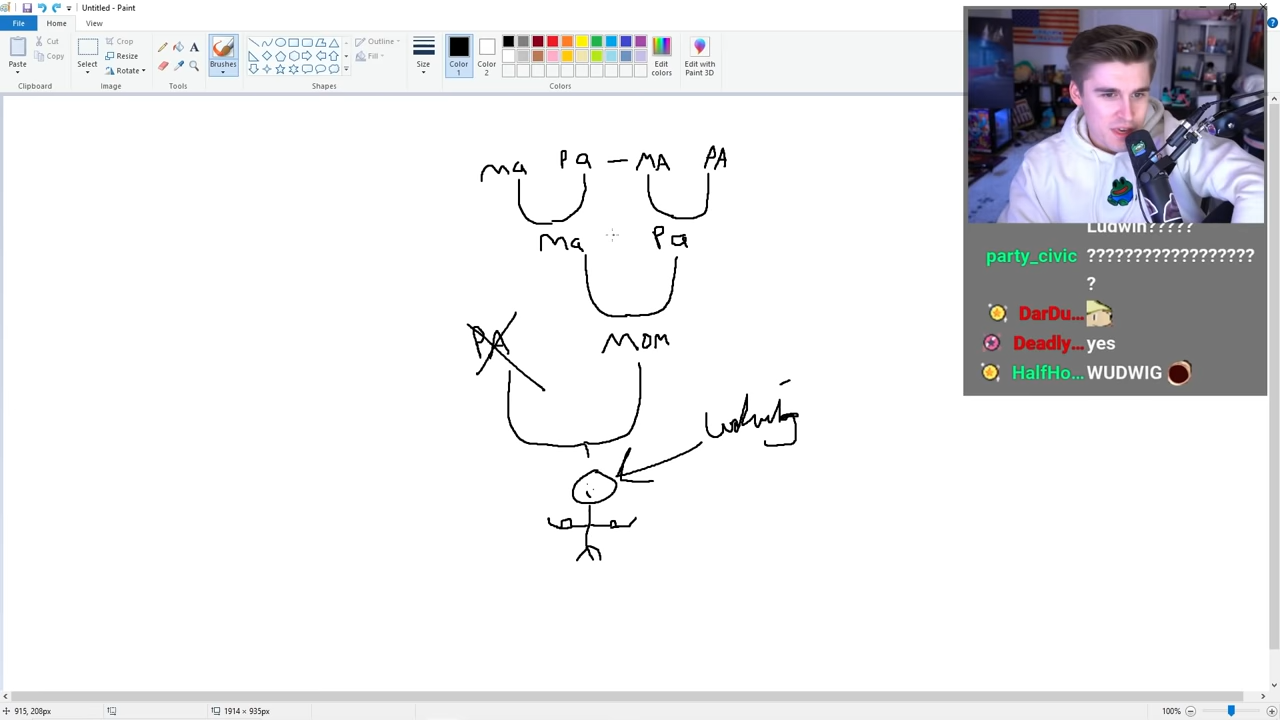 Untitled - Paint
File Home View
Paste
Cut
Copy
Clipboard
Select
Crop
Resize
Rotate
Image
Tools
Brushes
Shapes
Outline
Fill
Size
Color 1
Color 2
Edit colors
Edit with Paint 3D
Colors
ma Pa — MA PA
Ma Pa
PA MOM
Ludwig
Ludwin?????
party_civic ??????????????????
?
DarDu...
Deadly... yes
HalfHo... WUDWIG
915, 208px
1914 × 935px
100%